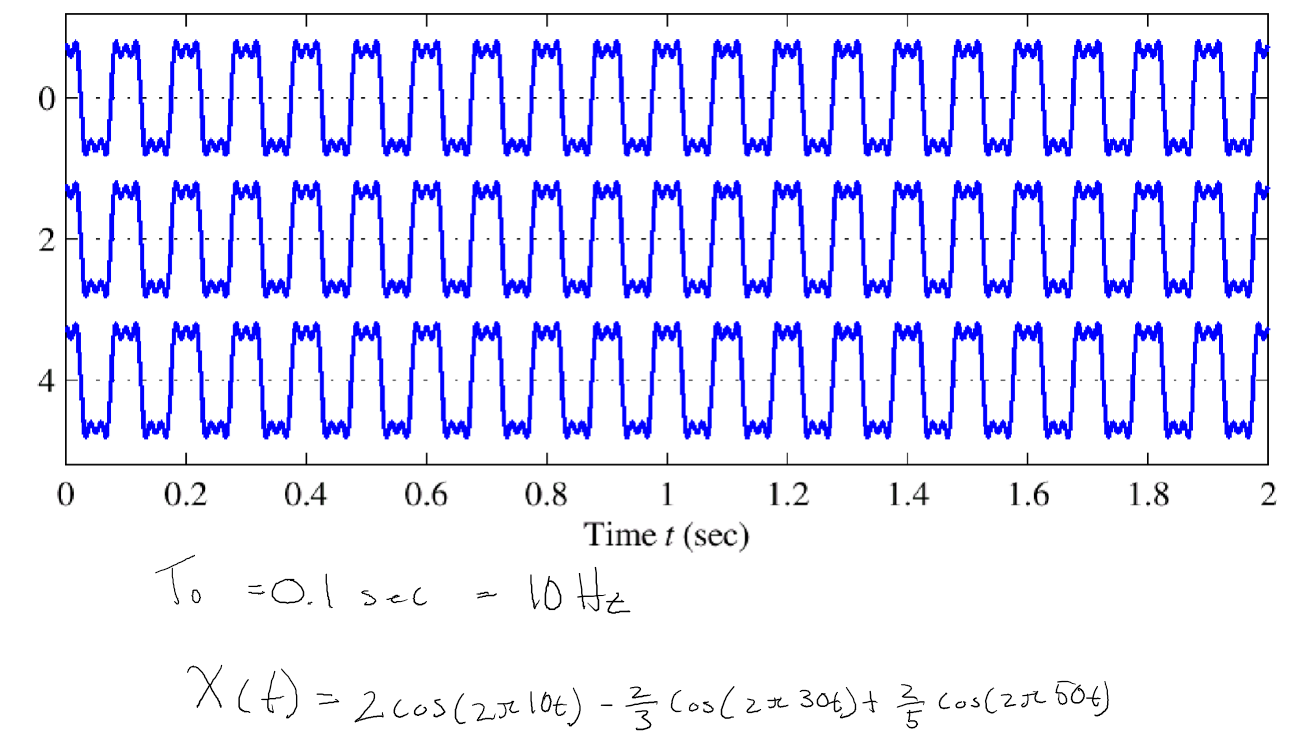 0
2
4
0 0.2 0.4 0.6 0.8 1 1.2 1.4 1.6 1.8 2
Time t (sec)
T₀ = 0.1 sec = 10 Hz
X(t) = 2cos(2π10t) - 2/3 cos(2π30t) + 2/5 cos(2π50t)